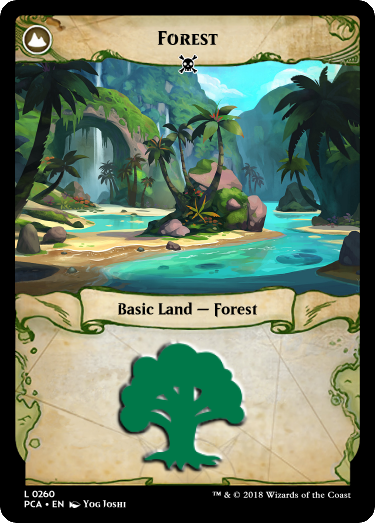 Forest
Basic Land — Forest
L 0260
PCA • EN Yog Joshi
™ & © 2018 Wizards of the Coast